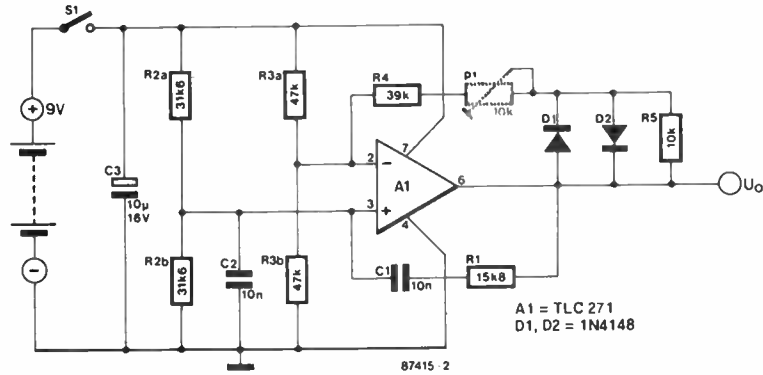 S1
9V
+
−
C3
10µ
16V
R2a
31k6
R3a
47k
R4
39k
P1
10k
D1
D2
R5
10k
7
2
−
A1
6
3
+
4
U₀
R2b
31k6
C2
10n
R3b
47k
C1
10n
R1
15k8
A1 = TLC 271
D1, D2 = 1N4148
87415 - 2